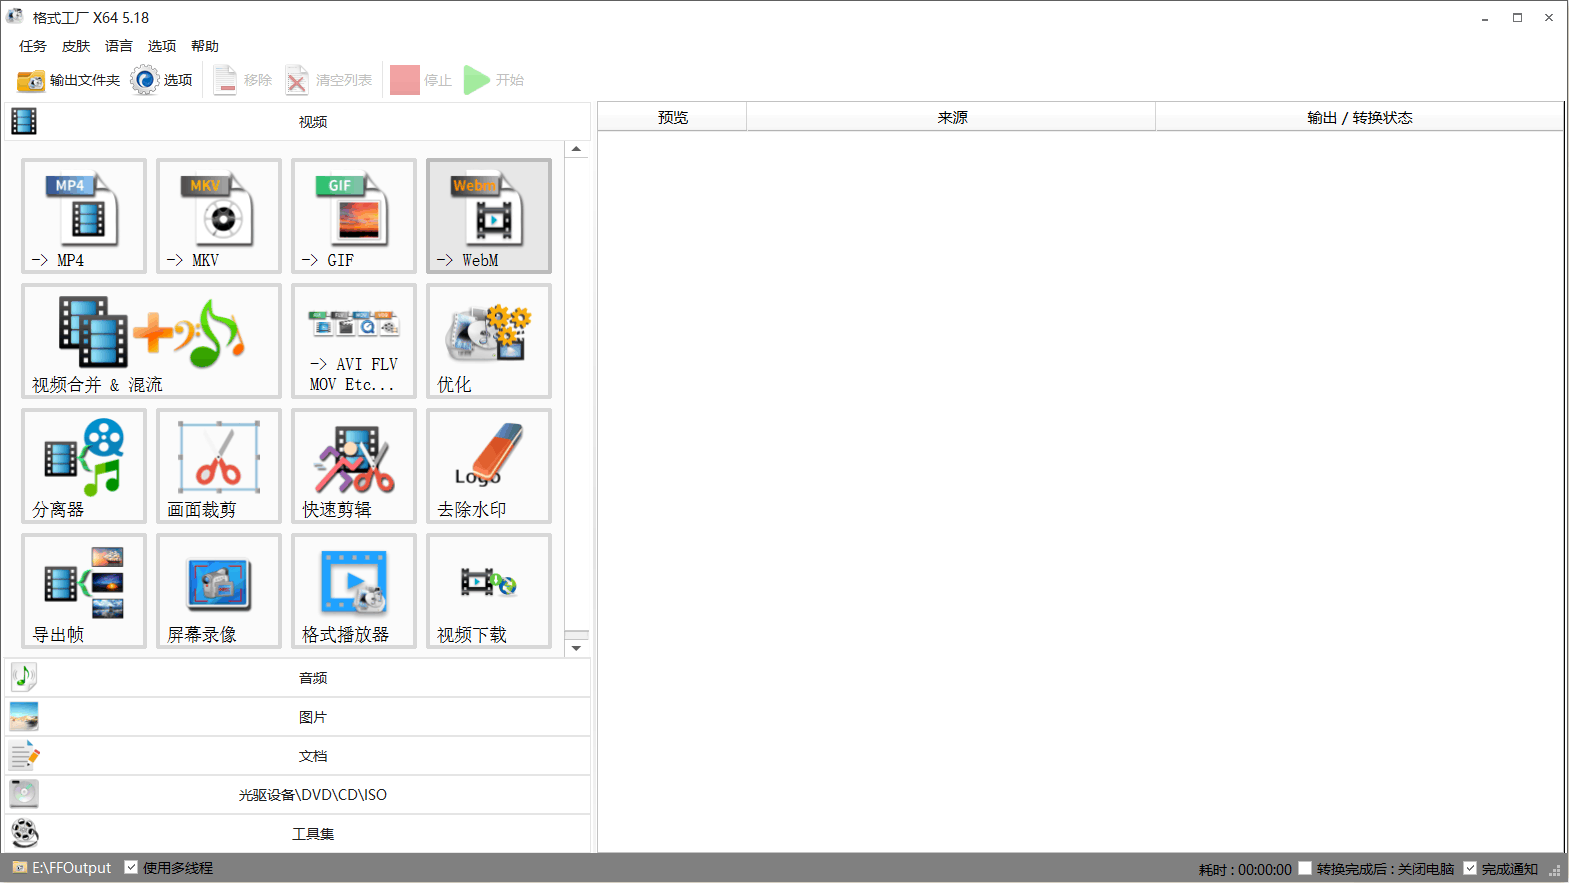 格式工厂 X64 5.18
任务 皮肤 语言 选项 帮助
输出文件夹 选项 移除 清空列表 停止 开始
视频
预览 来源 输出 / 转换状态
MP4 MKV GIF Webm
-> MP4 -> MKV -> GIF -> WebM
视频合并 & 混流
-> AVI FLV
MOV Etc...
优化
Logo
分离器 画面裁剪 快速剪辑 去除水印
导出帧 屏幕录像 格式播放器 视频下载
音频
图片
文档
光驱设备\DVD\CD\ISO
工具集
E:\FFOutput 使用多线程 耗时 : 00:00:00 转换完成后 : 关闭电脑 完成通知